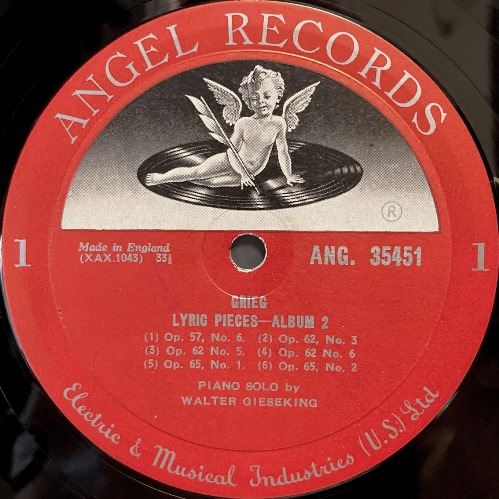 ANGEL RECORDS
®
1
Made in England
(XAX.1043) 33⅓
ANG. 35451
1
GRIEG
LYRIC PIECES—ALBUM 2
(1) Op. 57, No. 6. (2) Op. 62, No. 3
(3) Op. 62 No. 5. (4) Op. 62 No. 6
(5) Op. 65, No. 1. (6) Op. 65, No. 2
PIANO SOLO by
WALTER GIESEKING
Electric & Musical Industries (U.S.) Ltd